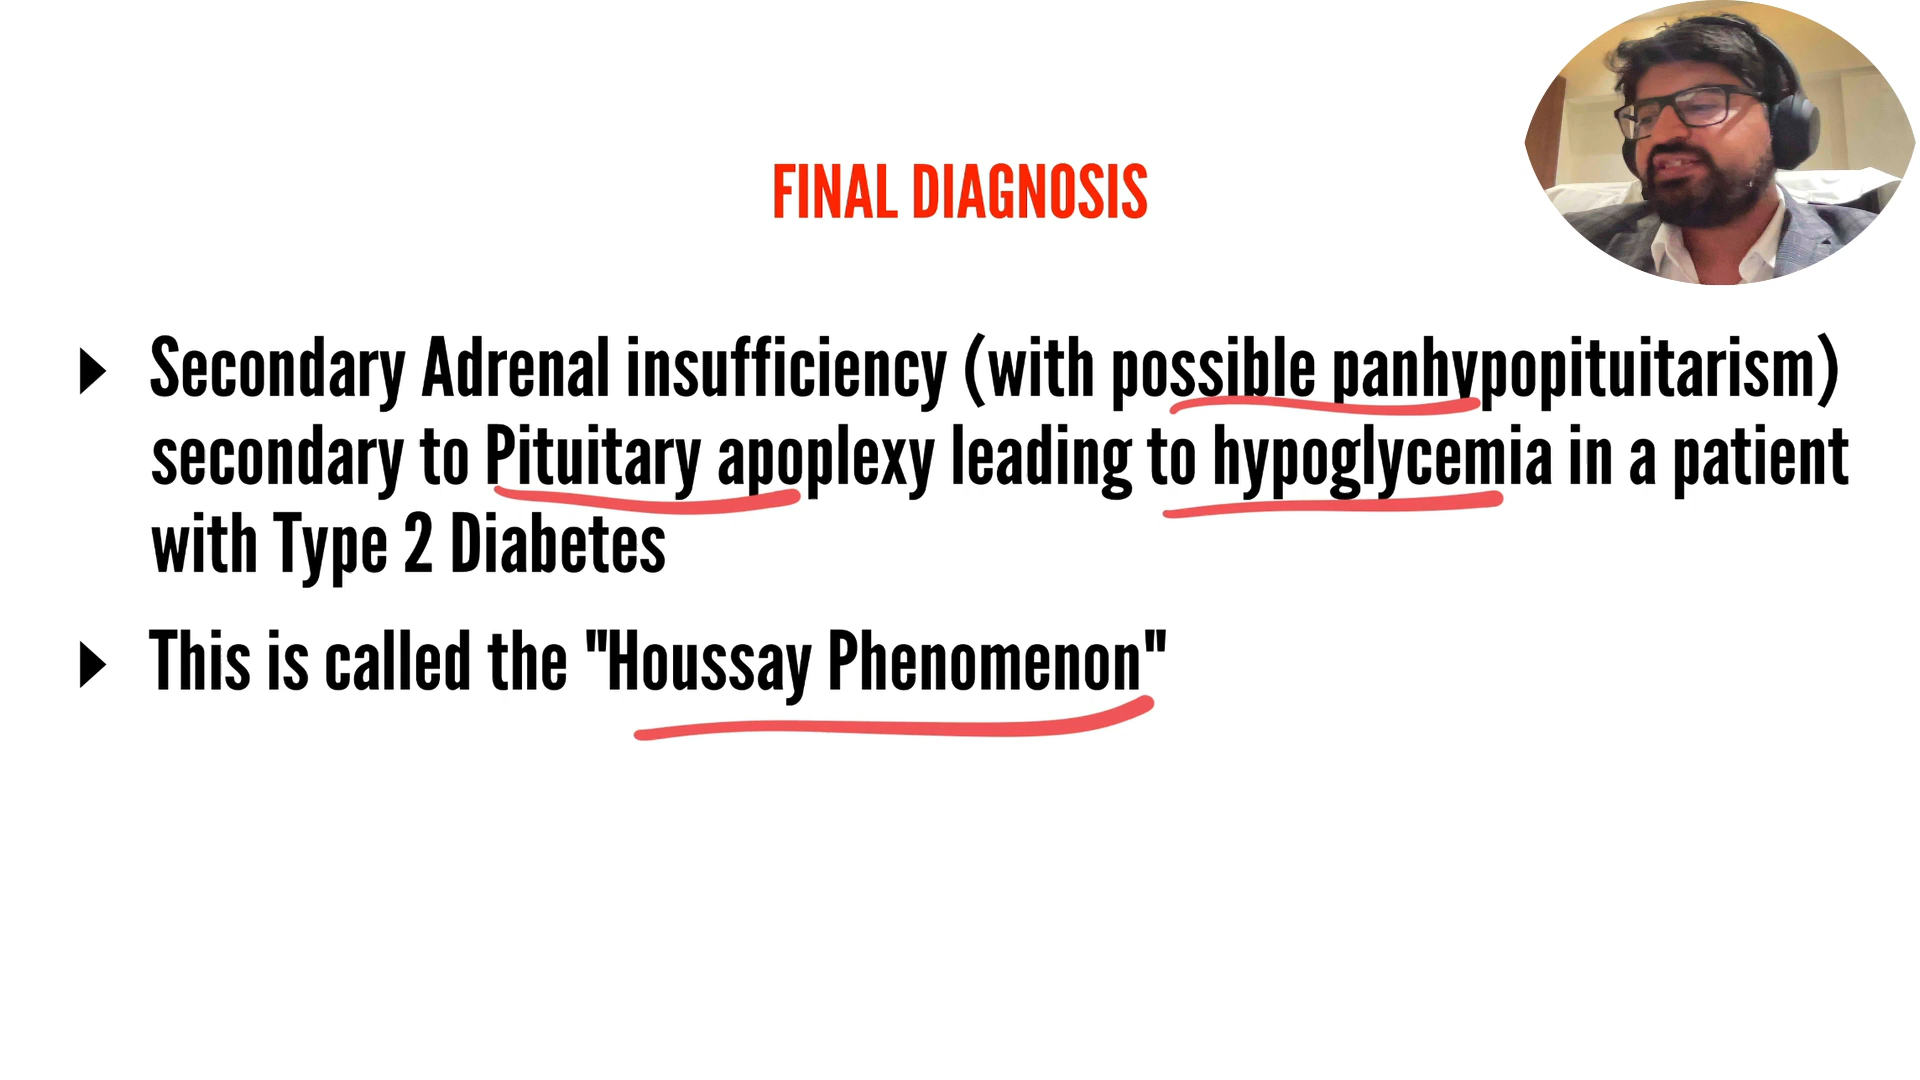 FINAL DIAGNOSIS
Secondary Adrenal insufficiency (with possible panhypopituitarism)
secondary to Pituitary apoplexy leading to hypoglycemia in a patient
with Type 2 Diabetes
This is called the "Houssay Phenomenon"